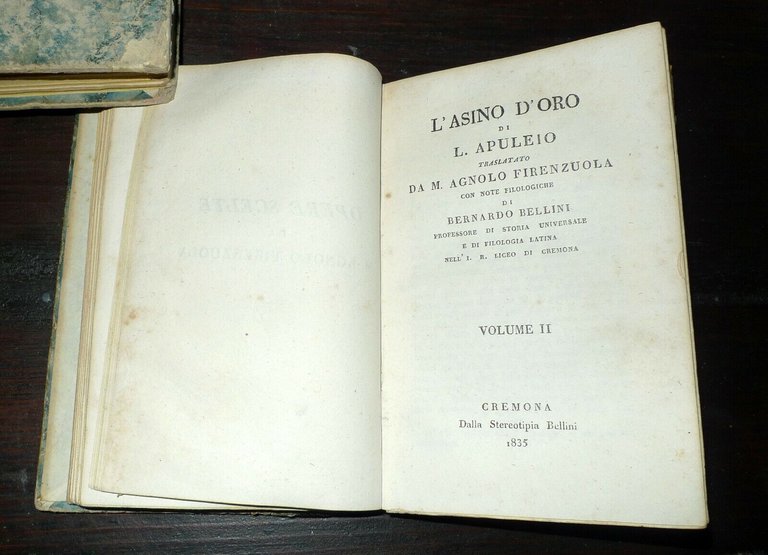 L'ASINO D'ORO
DI
L. APULEIO
TRASLATATO
DA M. AGNOLO FIRENZUOLA
CON NOTE FILOLOGICHE
DI
BERNARDO BELLINI
PROFESSORE DI STORIA UNIVERSALE
E DI FILOLOGIA LATINA
NELL'I. R. LICEO DI CREMONA
VOLUME II
CREMONA
Dalla Stereotipia Bellini
1835